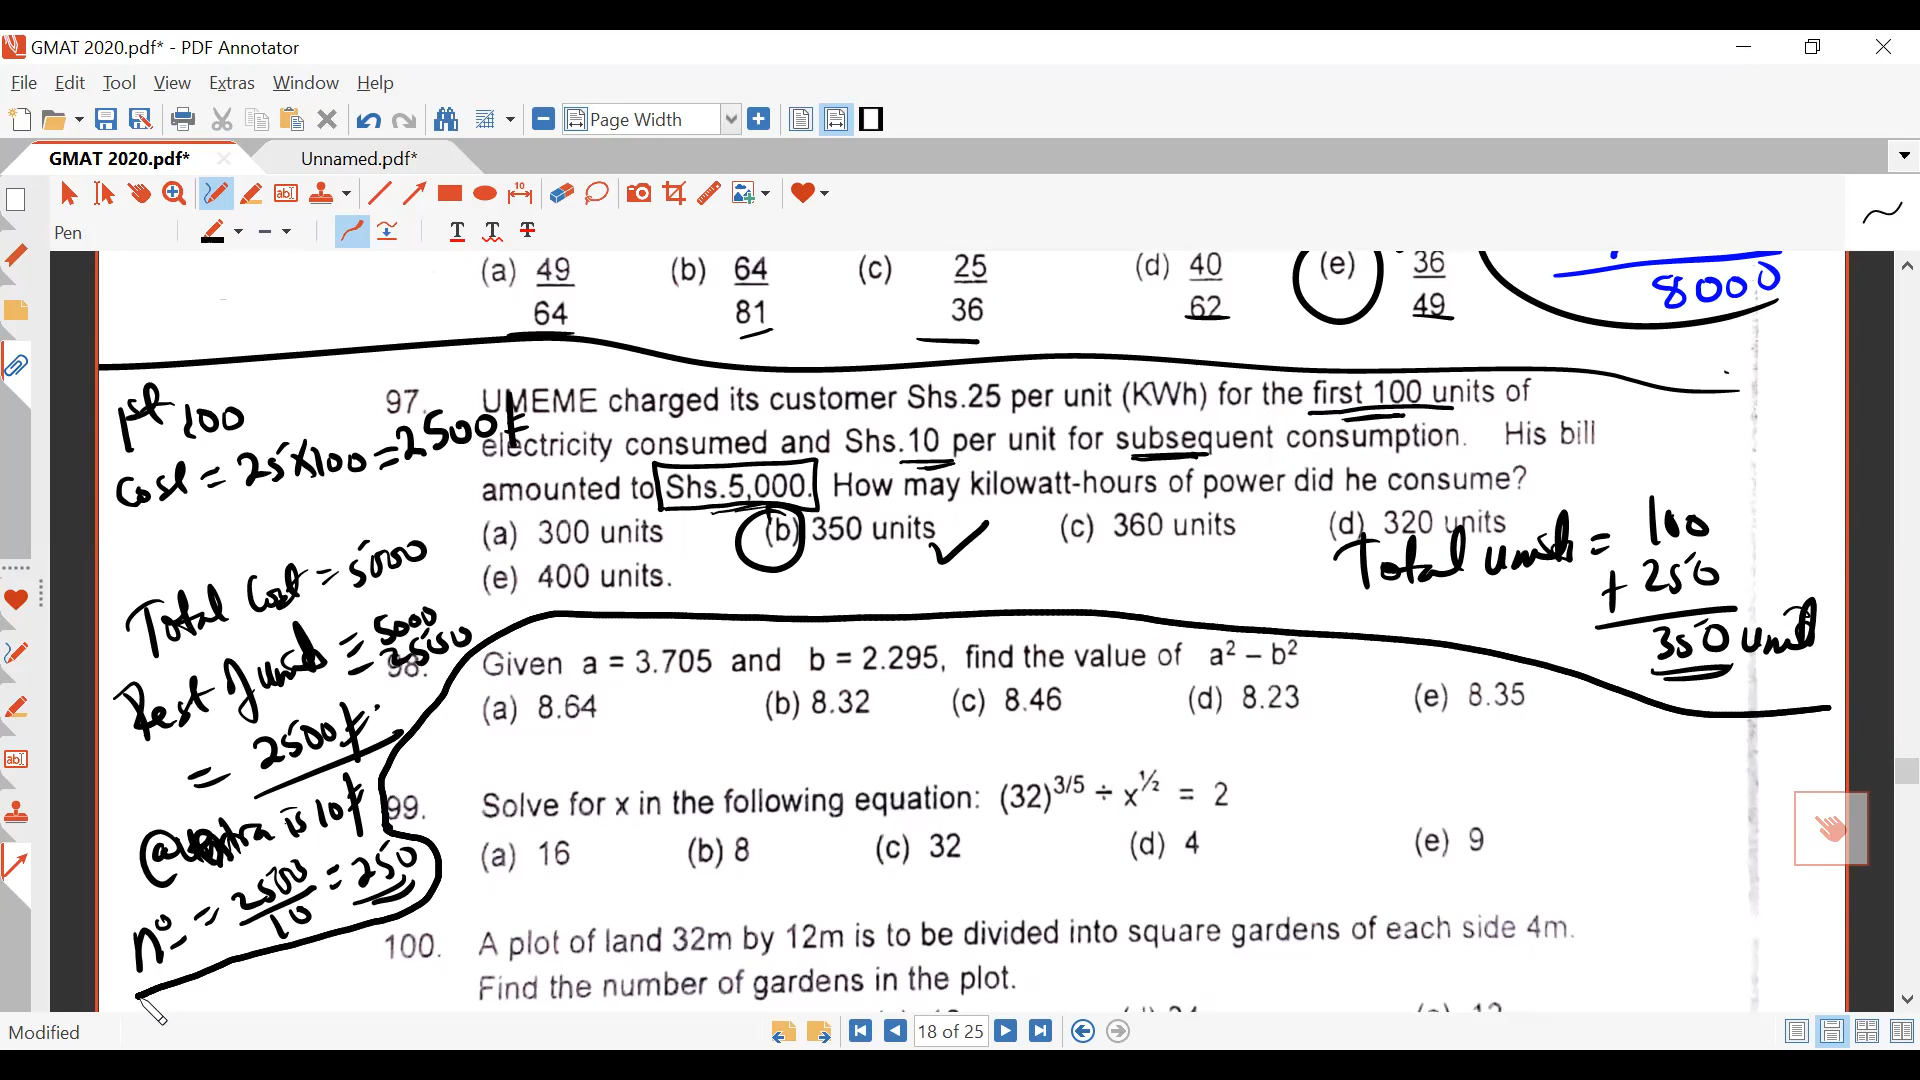 GMAT 2020.pdf* - PDF Annotator
File Edit Tool View Extras Window Help
Page Width
GMAT 2020.pdf* Unnamed.pdf*
Pen
(a) 49/64 (b) 64/81 (c) 25/36 (d) 40/62 (e) 36/49
8000
1st 100
Cost = 25×100 = 2500/
97. UMEME charged its customer Shs.25 per unit (KWh) for the first 100 units of
electricity consumed and Shs.10 per unit for subsequent consumption. His bill
amounted to Shs.5,000. How may kilowatt-hours of power did he consume?
(a) 300 units (b) 350 units (c) 360 units (d) 320 units
(e) 400 units.
Total units = 100
+ 250
350 units
Total Cost = 5000
Rest of units = 5000
- 2500
= 2500/
@ extra is 10/
nº = 2500/10 = 250
98. Given a = 3.705 and b = 2.295, find the value of a² – b²
(a) 8.64 (b) 8.32 (c) 8.46 (d) 8.23 (e) 8.35
99. Solve for x in the following equation: (32)^3/5 ÷ x^½ = 2
(a) 16 (b) 8 (c) 32 (d) 4 (e) 9
100. A plot of land 32m by 12m is to be divided into square gardens of each side 4m.
Find the number of gardens in the plot.
Modified
18 of 25